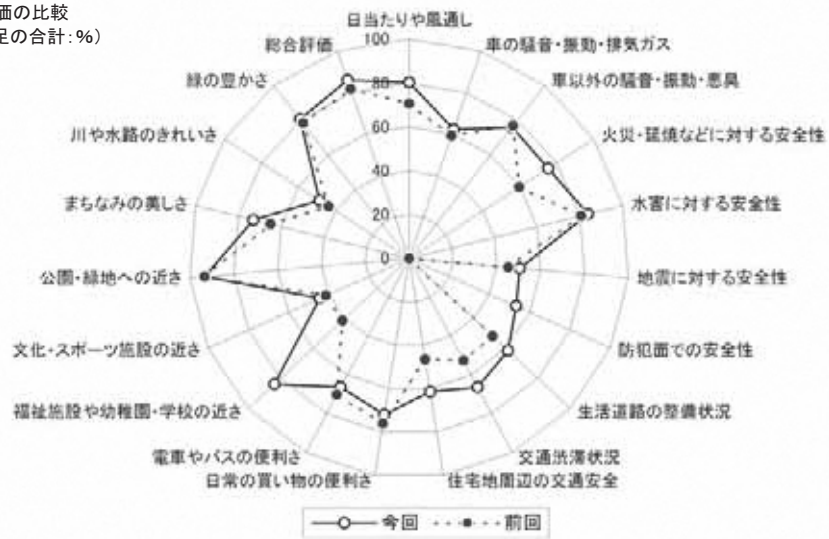 価の比較
足の合計:%)
日当たりや風通し
車の騒音・振動・排気ガス
車以外の騒音・振動・悪臭
火災・延焼などに対する安全性
水害に対する安全性
地震に対する安全性
防犯面での安全性
生活道路の整備状況
交通渋滞状況
住宅地周辺の交通安全
日常の買い物の便利さ
電車やバスの便利さ
福祉施設や幼稚園・学校の近さ
文化・スポーツ施設の近さ
公園・緑地への近さ
まちなみの美しさ
川や水路のきれいさ
緑の豊かさ
総合評価
100
80
60
40
20
0
今回
前回